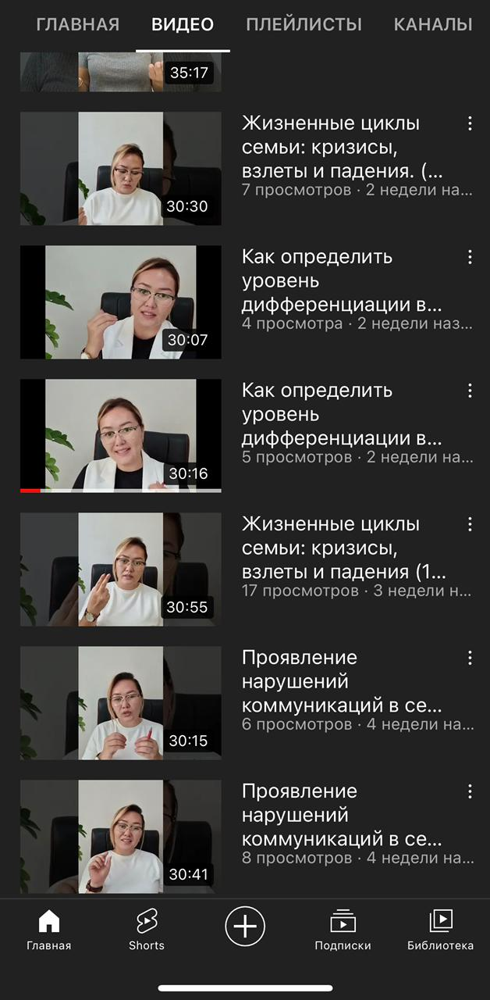 ГЛАВНАЯ ВИДЕО ПЛЕЙЛИСТЫ КАНАЛЫ
35:17
Жизненные циклы
семьи: кризисы,
взлеты и падения. (...
7 просмотров · 2 недели на...
30:30
Как определить
уровень
дифференциации в...
4 просмотра · 2 недели наз...
30:07
Как определить
уровень
дифференциации в...
5 просмотров · 2 недели на...
30:16
Жизненные циклы
семьи: кризисы,
взлеты и падения (1...
17 просмотров · 3 недели н...
30:55
Проявление
нарушений
коммуникаций в се...
6 просмотров · 4 недели на...
30:15
Проявление
нарушений
коммуникаций в се...
8 просмотров · 4 недели на...
30:41
Главная Shorts Подписки Библиотека